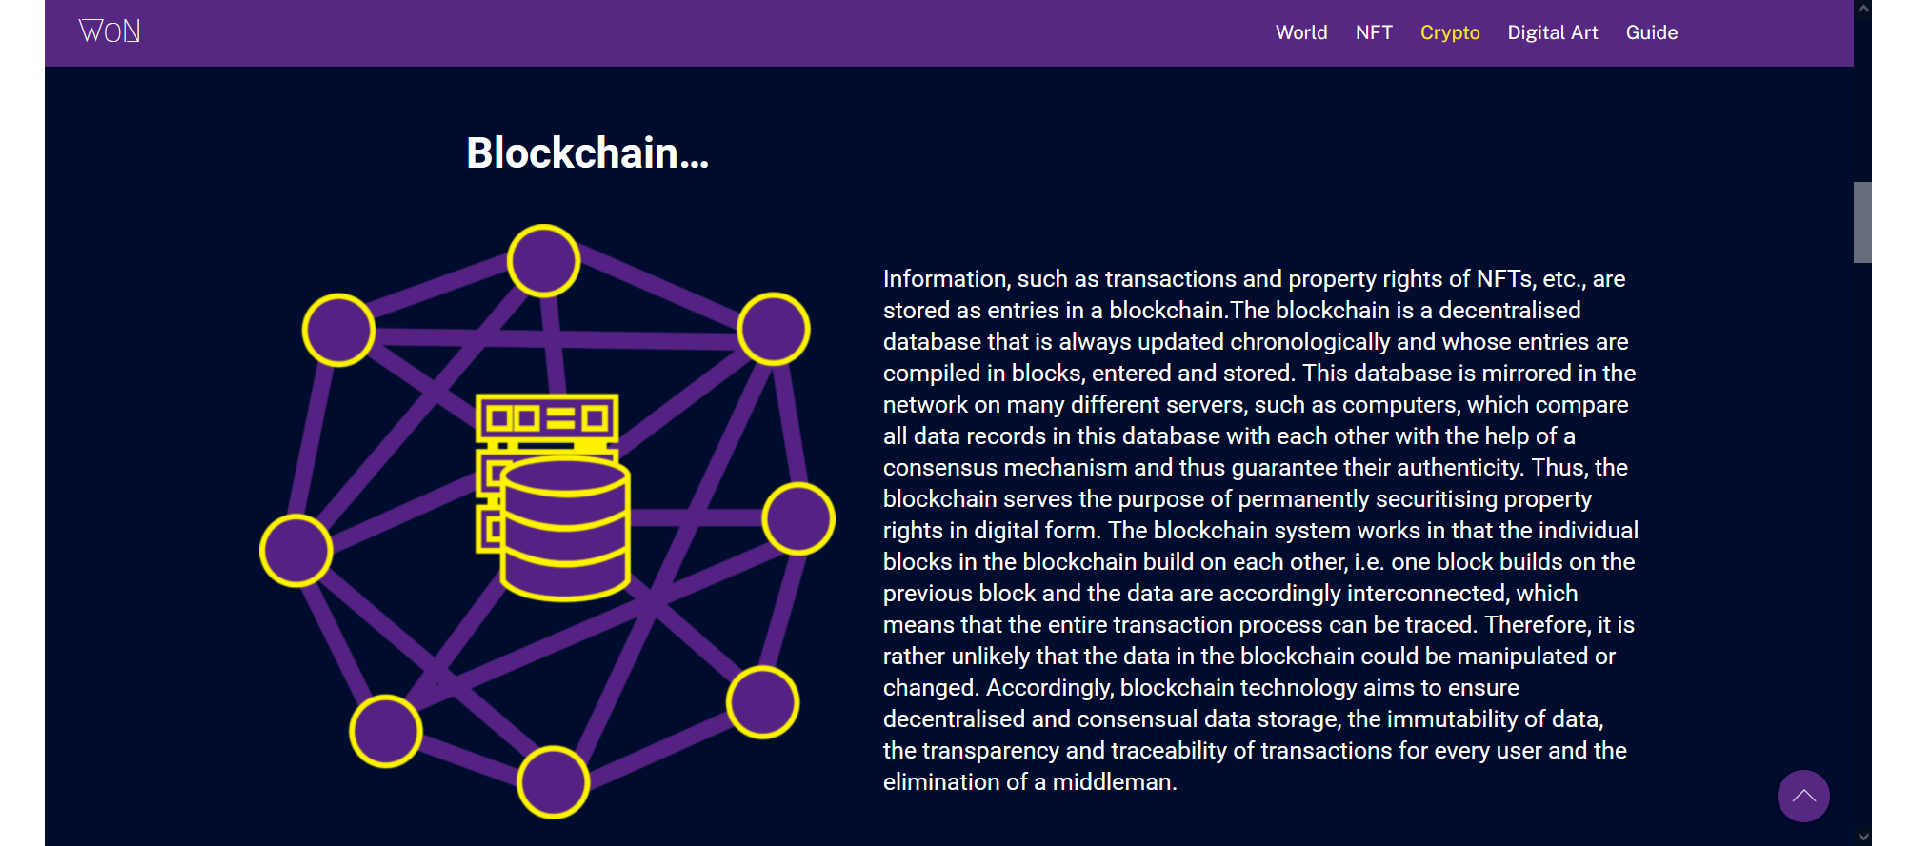 WoN
World NFT Crypto Digital Art Guide
Blockchain...
Information, such as transactions and property rights of NFTs, etc., are
stored as entries in a blockchain.The blockchain is a decentralised
database that is always updated chronologically and whose entries are
compiled in blocks, entered and stored. This database is mirrored in the
network on many different servers, such as computers, which compare
all data records in this database with each other with the help of a
consensus mechanism and thus guarantee their authenticity. Thus, the
blockchain serves the purpose of permanently securitising property
rights in digital form. The blockchain system works in that the individual
blocks in the blockchain build on each other, i.e. one block builds on the
previous block and the data are accordingly interconnected, which
means that the entire transaction process can be traced. Therefore, it is
rather unlikely that the data in the blockchain could be manipulated or
changed. Accordingly, blockchain technology aims to ensure
decentralised and consensual data storage, the immutability of data,
the transparency and traceability of transactions for every user and the
elimination of a middleman.